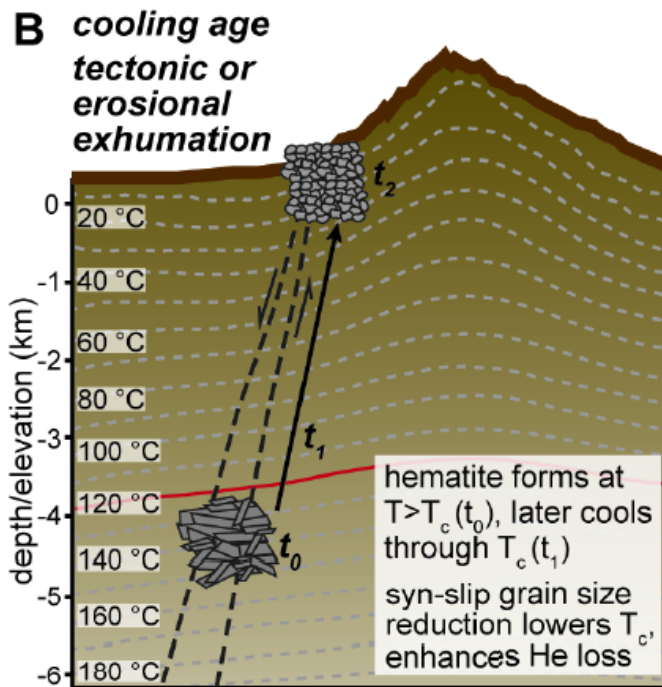 B cooling age
tectonic or
erosional
exhumation
t2
0
20 °C
-1
40 °C
60 °C
-2
80 °C
-3
100 °C
t1
120 °C
-4
140 °C
t0
-5
160 °C
-6
180 °C
depth/elevation (km)
hematite forms at
T>Tc(t0), later cools
through Tc(t1)
syn-slip grain size
reduction lowers Tc,
enhances He loss